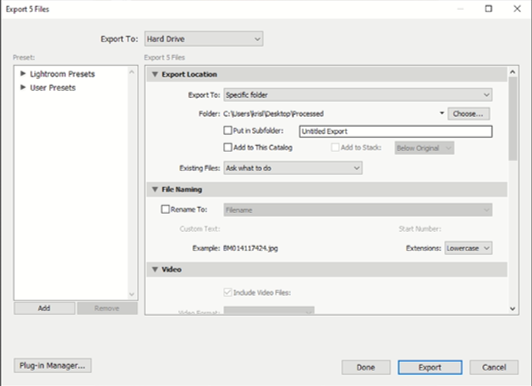 Export 5 Files
Export To: Hard Drive
Preset:
Export 5 Files
Lightroom Presets
User Presets
Export Location
Export To: Specific folder
Folder: C:\Users\krisl\Desktop\Processed Choose...
Put in Subfolder: Untitled Export
Add to This Catalog Add to Stack: Below Original
Existing Files: Ask what to do
File Naming
Rename To: Filename
Custom Text: Start Number:
Example: BM014117424.jpg Extensions: Lowercase
Video
Include Video Files:
Video Format:
Add Remove
Plug-in Manager... Done Export Cancel